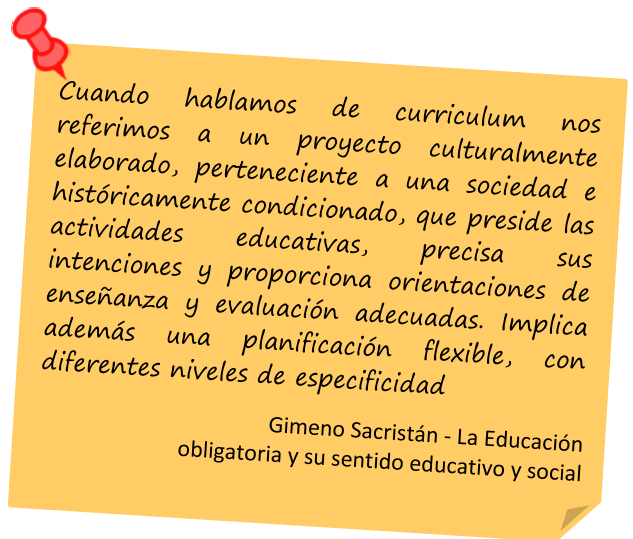 Cuando hablamos de curriculum nos
referimos a un proyecto culturalmente
elaborado, perteneciente a una sociedad e
históricamente condicionado, que preside las
actividades educativas, precisa sus
intenciones y proporciona orientaciones de
enseñanza y evaluación adecuadas. Implica
además una planificación flexible, con
diferentes niveles de especificidad
Gimeno Sacristán - La Educación
obligatoria y su sentido educativo y social